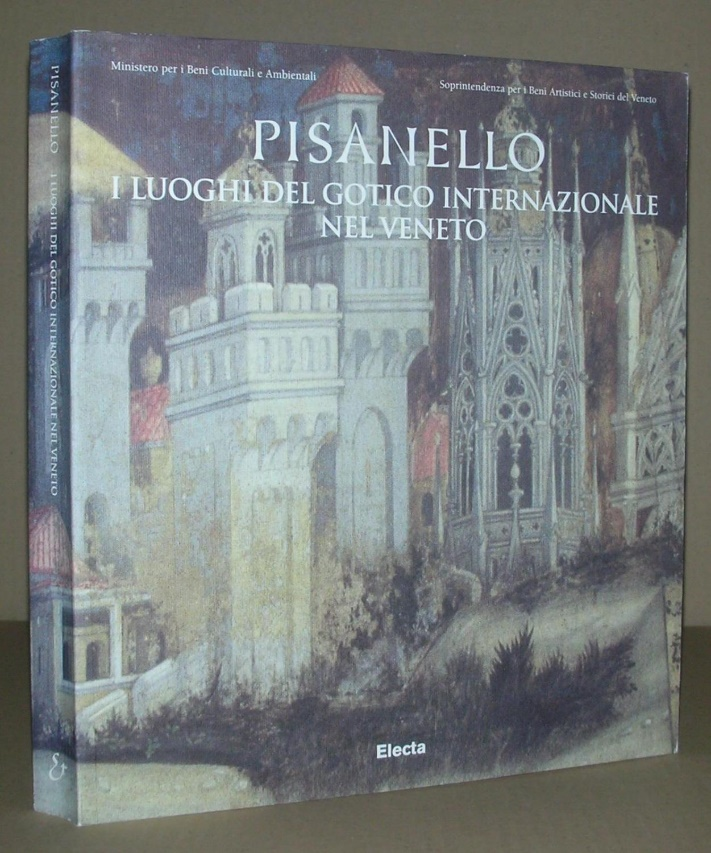 Ministero per i Beni Culturali e Ambientali
Soprintendenza per i Beni Artistici e Storici del Veneto
PISANELLO
I LUOGHI DEL GOTICO INTERNAZIONALE
NEL VENETO
Electa
PISANELLO I LUOGHI DEL GOTICO INTERNAZIONALE NEL VENETO